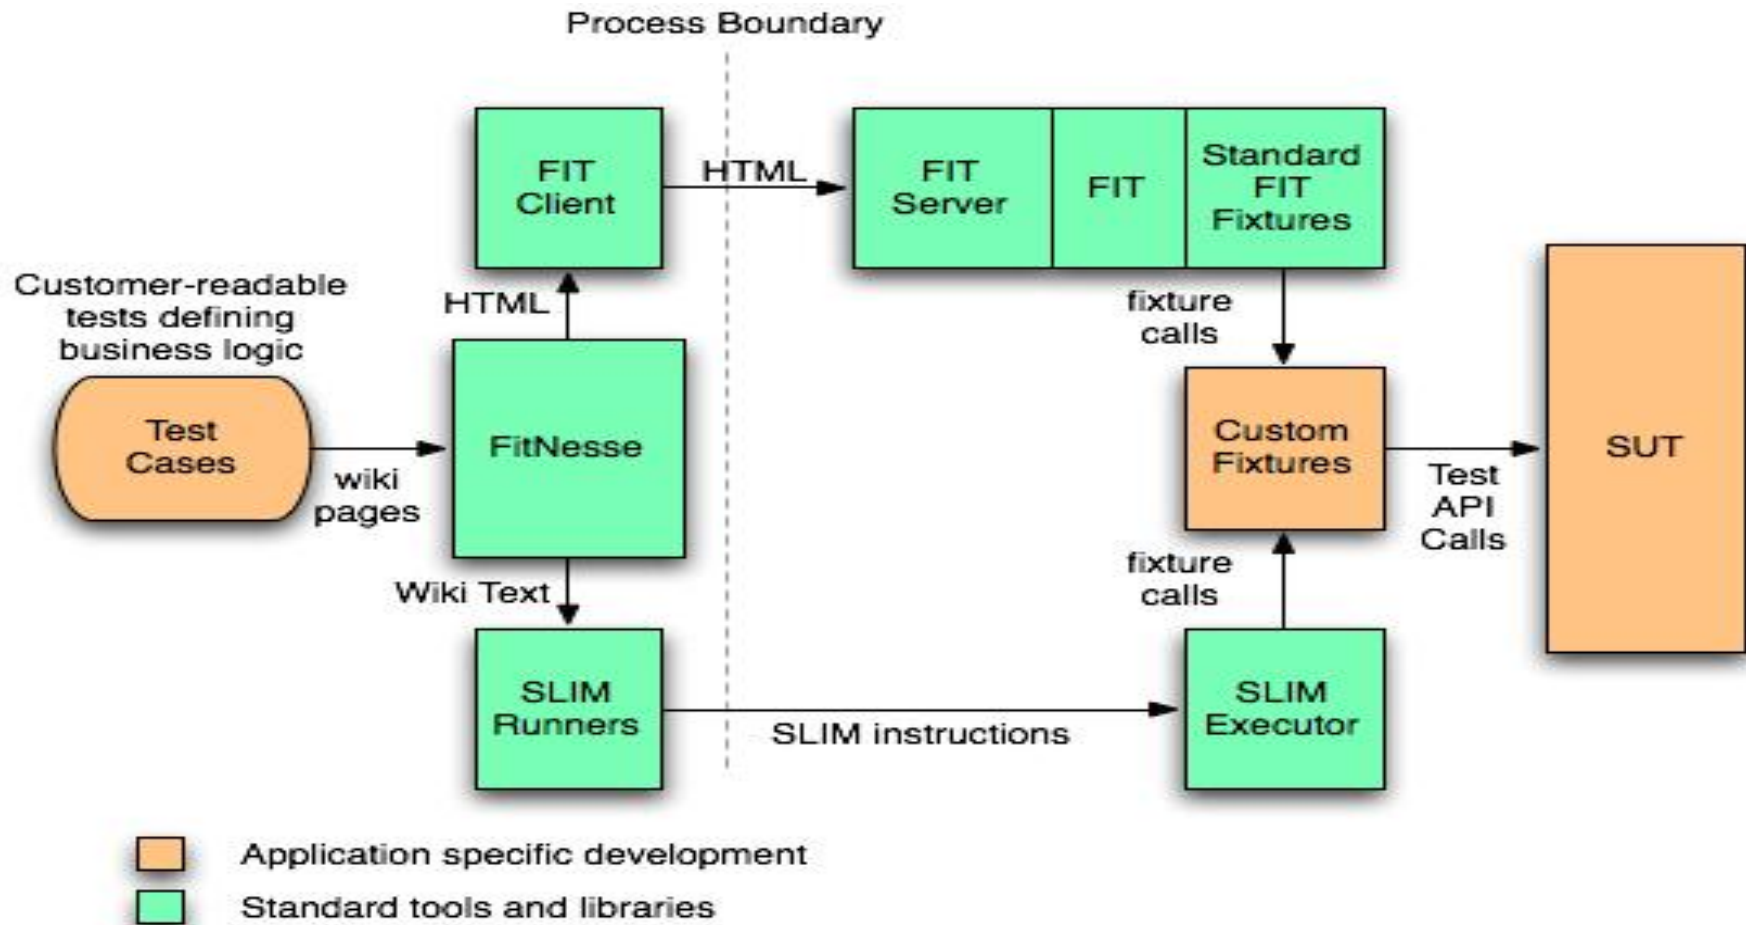 Process Boundary
FIT
Client
HTML
FIT
Server
FIT
Standard
FIT
Fixtures
Customer-readable
tests defining
business logic
HTML
fixture
calls
Test
Cases
wiki
pages
FitNesse
Custom
Fixtures
Test
API
Calls
SUT
Wiki Text
fixture
calls
SLIM
Runners
SLIM instructions
SLIM
Executor
Application specific development
Standard tools and libraries